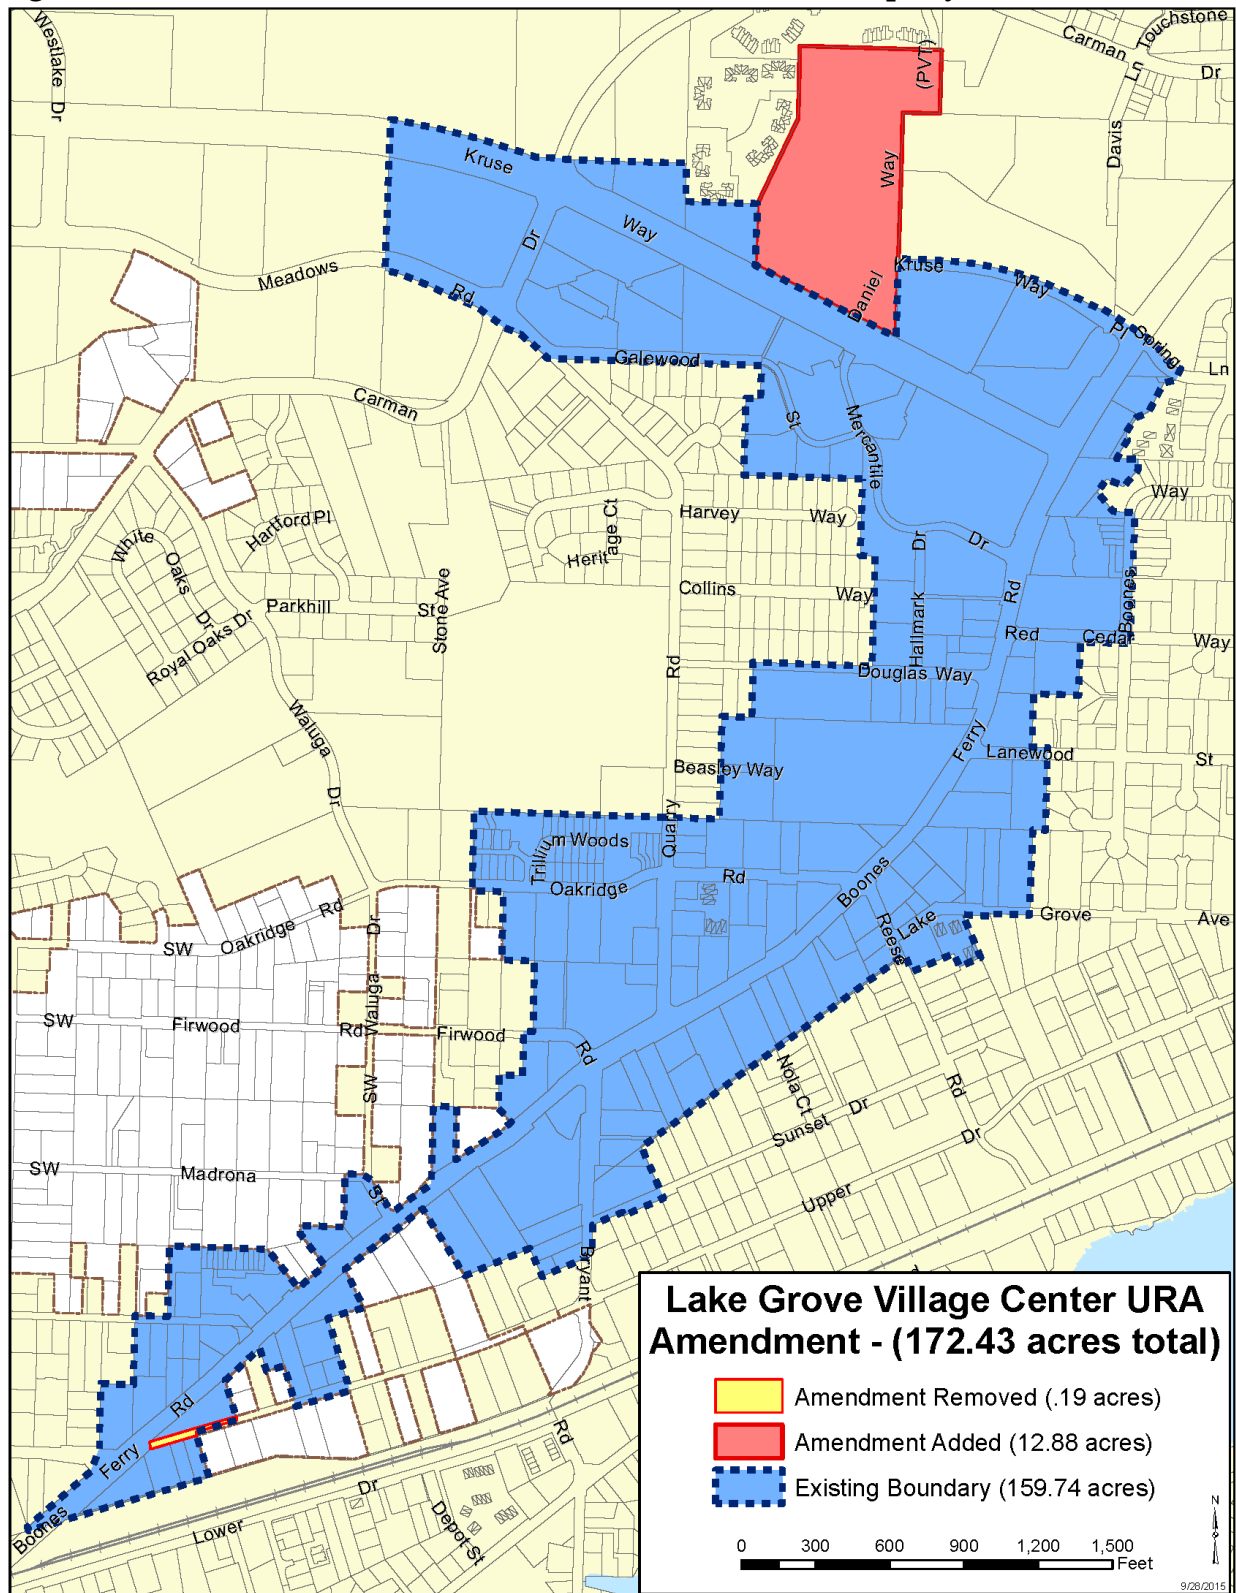 Westlake Dr
Touchstone
Carman
Ln
Dr
(PVT)
Davis
Kruse
Way
Way
Dr
Meadows
Rd
Daniel
Kruse
Way
Pl
Spring
Ln
Galewood
Carman
St
Mercantile
Way
Hartford Pl
Heritage Ct
Harvey
Way
Dr
Dr
White
Oaks
Dr
Royal Oaks Dr
Parkhill
St
Stone Ave
Collins
Way
Hallmark
Rd
Red
Cedar
Boones
Way
Rd
Douglas Way
Waluga
Dr
Ferry
Lanewood
St
Beasley Way
Quarry
Trillium Woods
Oakridge
Rd
Boones
Reese
Lake
Grove
Ave
SW
Oakridge
Rd
Dr
Waluga
SW
SW
Firwood
Rd
Firwood
Rd
Nola Ct
Sunset
Dr
Rd
Dr
Upper
SW
Madrona
St
Bryant
Rd
Ferry
Boones
Lower
Dr
Depot St
Rd
Lake Grove Village Center URA
Amendment - (172.43 acres total)
Amendment Removed (.19 acres)
Amendment Added (12.88 acres)
Existing Boundary (159.74 acres)
N
0 300 600 900 1,200 1,500
Feet
9/28/2015